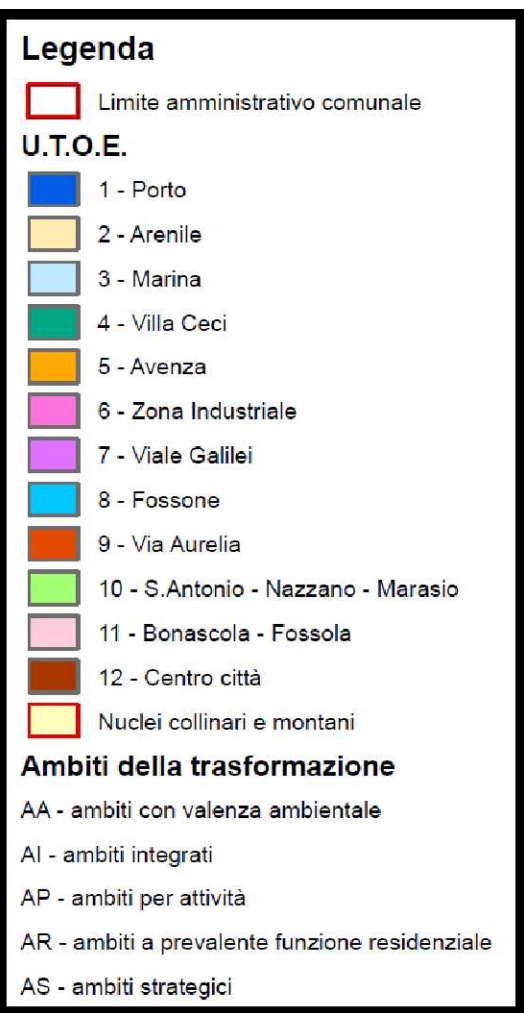 Legenda
Limite amministrativo comunale
U.T.O.E.
1 - Porto
2 - Arenile
3 - Marina
4 - Villa Ceci
5 - Avenza
6 - Zona Industriale
7 - Viale Galilei
8 - Fossone
9 - Via Aurelia
10 - S.Antonio - Nazzano - Marasio
11 - Bonascola - Fossola
12 - Centro città
Nuclei collinari e montani
Ambiti della trasformazione
AA - ambiti con valenza ambientale
AI - ambiti integrati
AP - ambiti per attività
AR - ambiti a prevalente funzione residenziale
AS - ambiti strategici